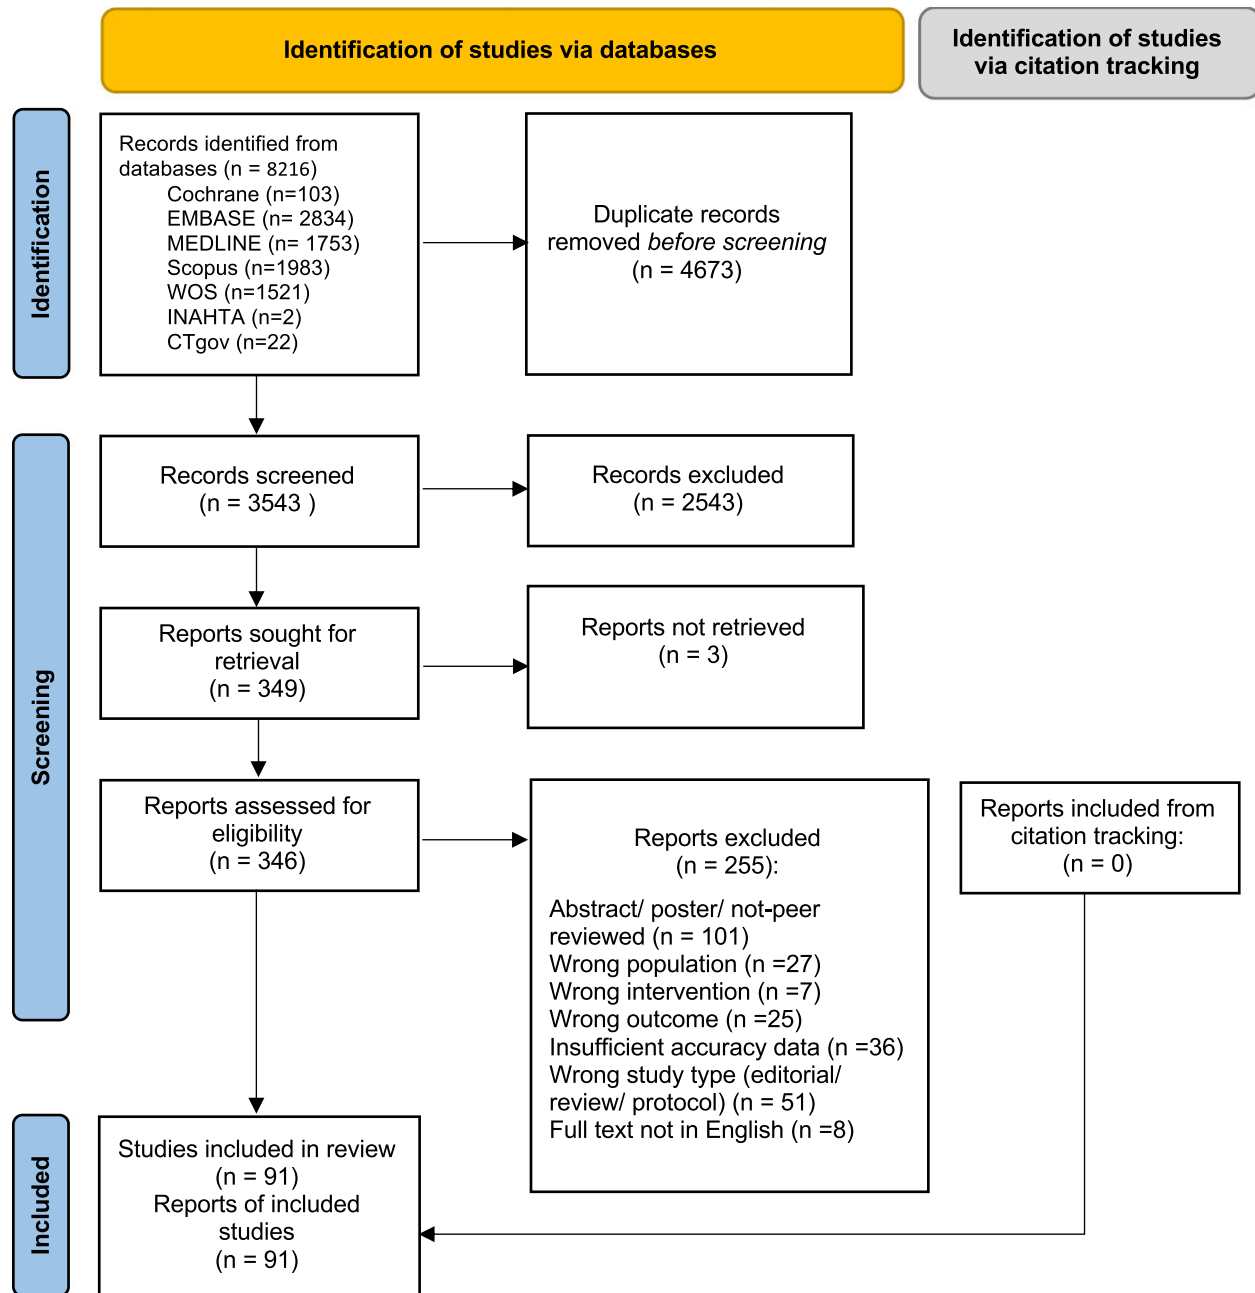 Identification of studies via databases
Identification of studies
via citation tracking
Identification
Records identified from
databases (n = 8216)
Cochrane (n=103)
EMBASE (n= 2834)
MEDLINE (n= 1753)
Scopus (n=1983)
WOS (n=1521)
INAHTA (n=2)
CTgov (n=22)
Duplicate records
removed before screening
(n = 4673)
Screening
Records screened
(n = 3543 )
Records excluded
(n = 2543)
Reports sought for
retrieval
(n = 349)
Reports not retrieved
(n = 3)
Reports assessed for
eligibility
(n = 346)
Reports excluded
(n = 255):
Abstract/ poster/ not-peer
reviewed (n = 101)
Wrong population (n =27)
Wrong intervention (n =7)
Wrong outcome (n =25)
Insufficient accuracy data (n =36)
Wrong study type (editorial/
review/ protocol) (n = 51)
Full text not in English (n =8)
Reports included from
citation tracking:
(n = 0)
Included
Studies included in review
(n = 91)
Reports of included
studies
(n = 91)